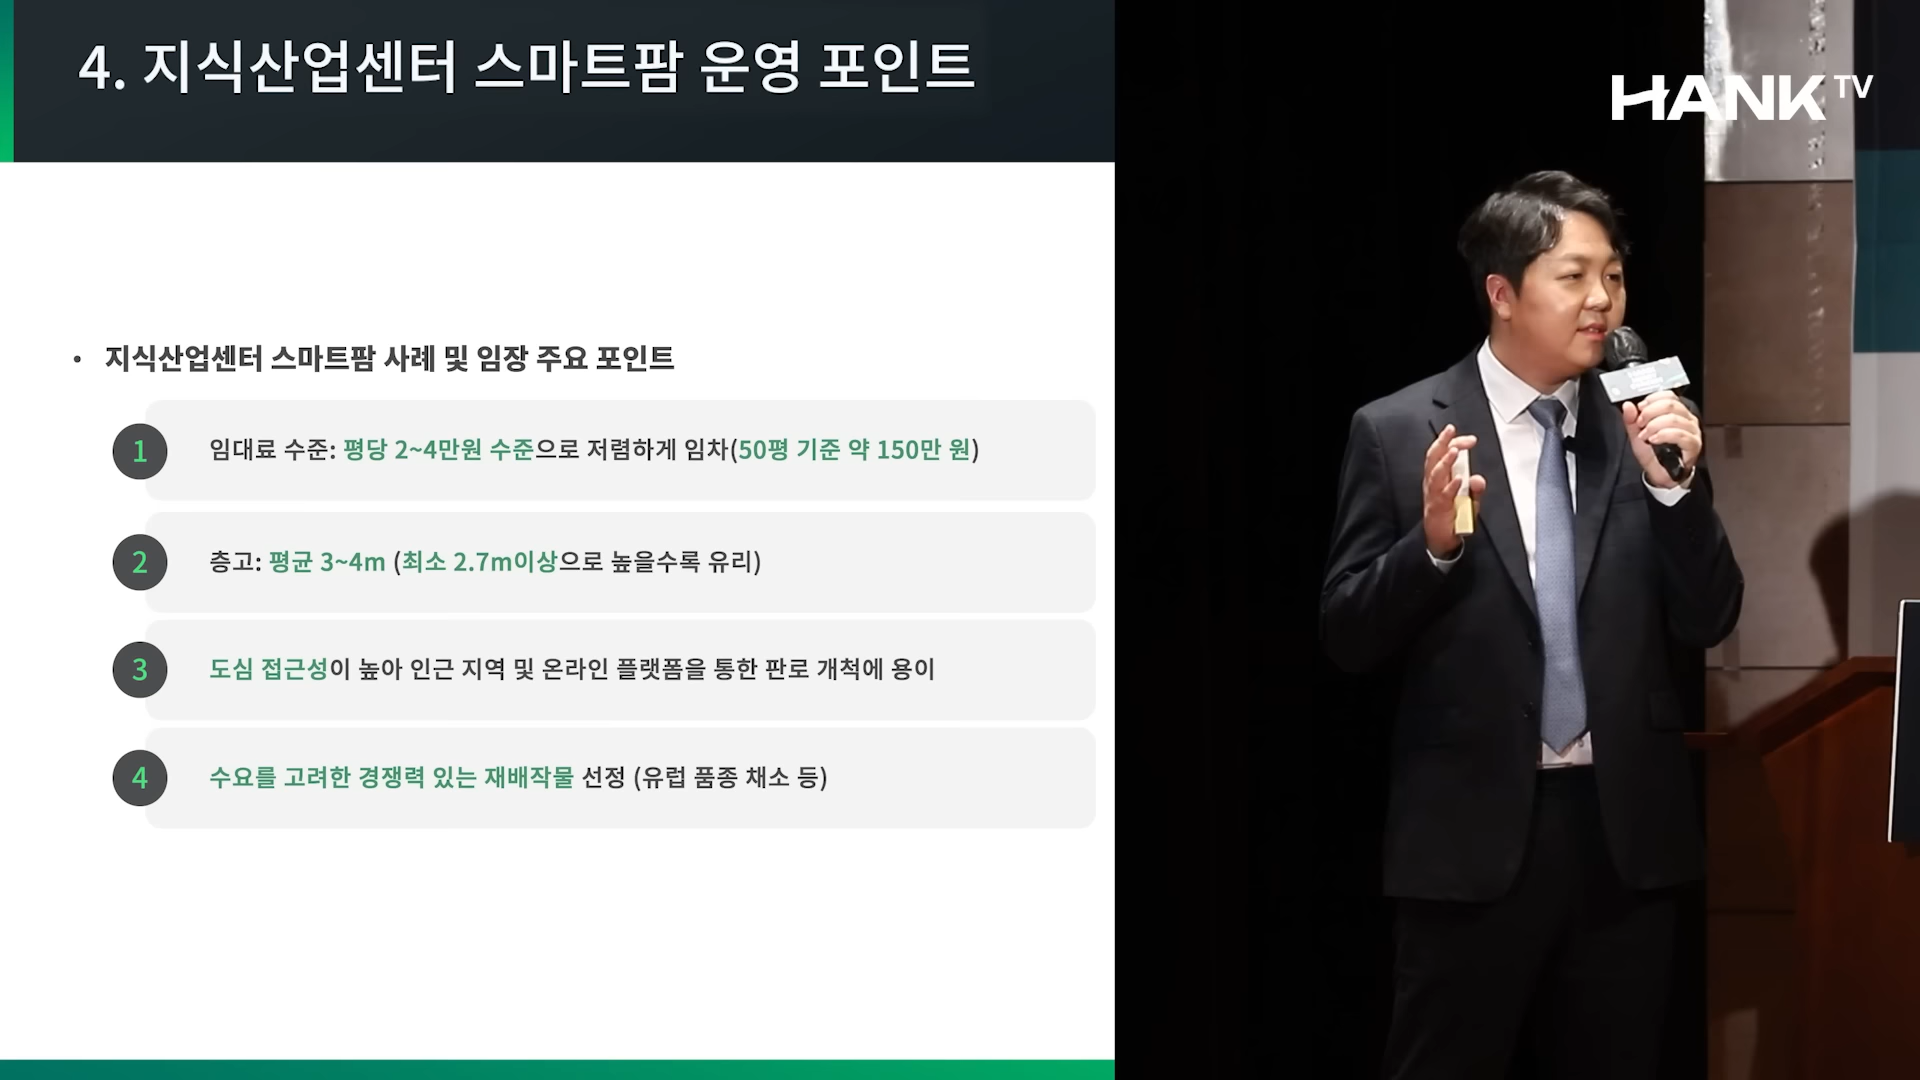 4. 지식산업센터 스마트팜 운영 포인트
HANK TV
• 지식산업센터 스마트팜 사례 및 임장 주요 포인트
1 임대료 수준: 평당 2~4만원 수준으로 저렴하게 임차(50평 기준 약 150만 원)
2 층고: 평균 3~4m (최소 2.7m이상으로 높을수록 유리)
3 도심 접근성이 높아 인근 지역 및 온라인 플랫폼을 통한 판로 개척에 용이
4 수요를 고려한 경쟁력 있는 재배작물 선정 (유럽 품종 채소 등)